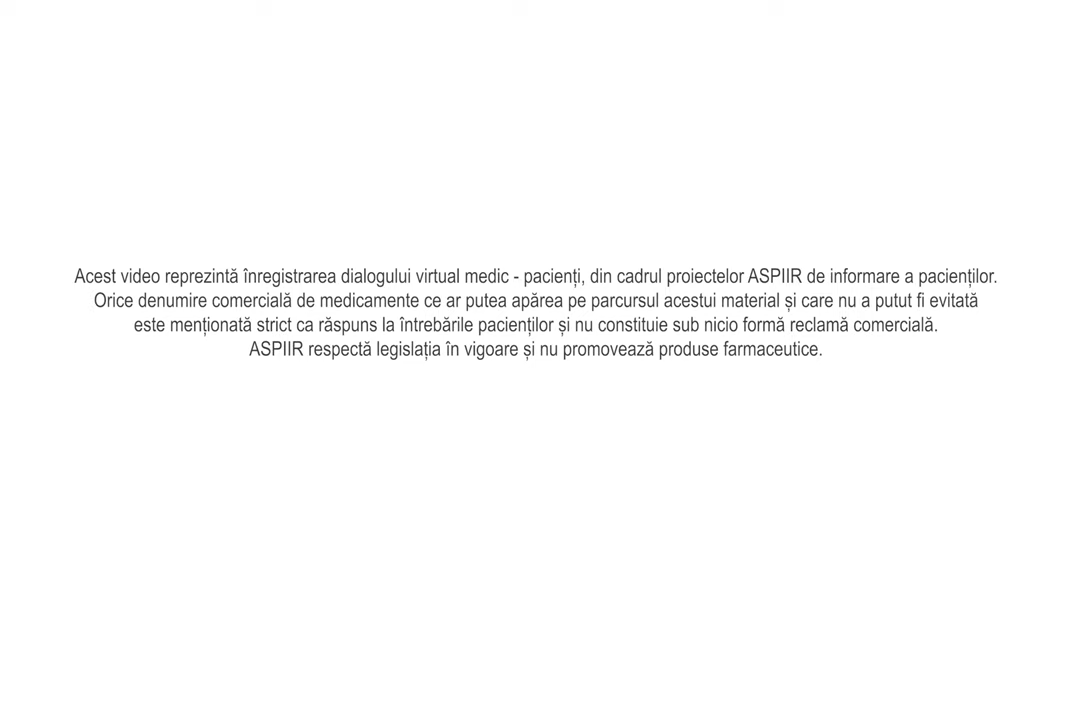 Acest video reprezintă înregistrarea dialogului virtual medic - pacienți, din cadrul proiectelor ASPIIR de informare a pacienților.
Orice denumire comercială de medicamente ce ar putea apărea pe parcursul acestui material și care nu a putut fi evitată
este menționată strict ca răspuns la întrebările pacienților și nu constituie sub nicio formă reclamă comercială.
ASPIIR respectă legislația în vigoare și nu promovează produse farmaceutice.